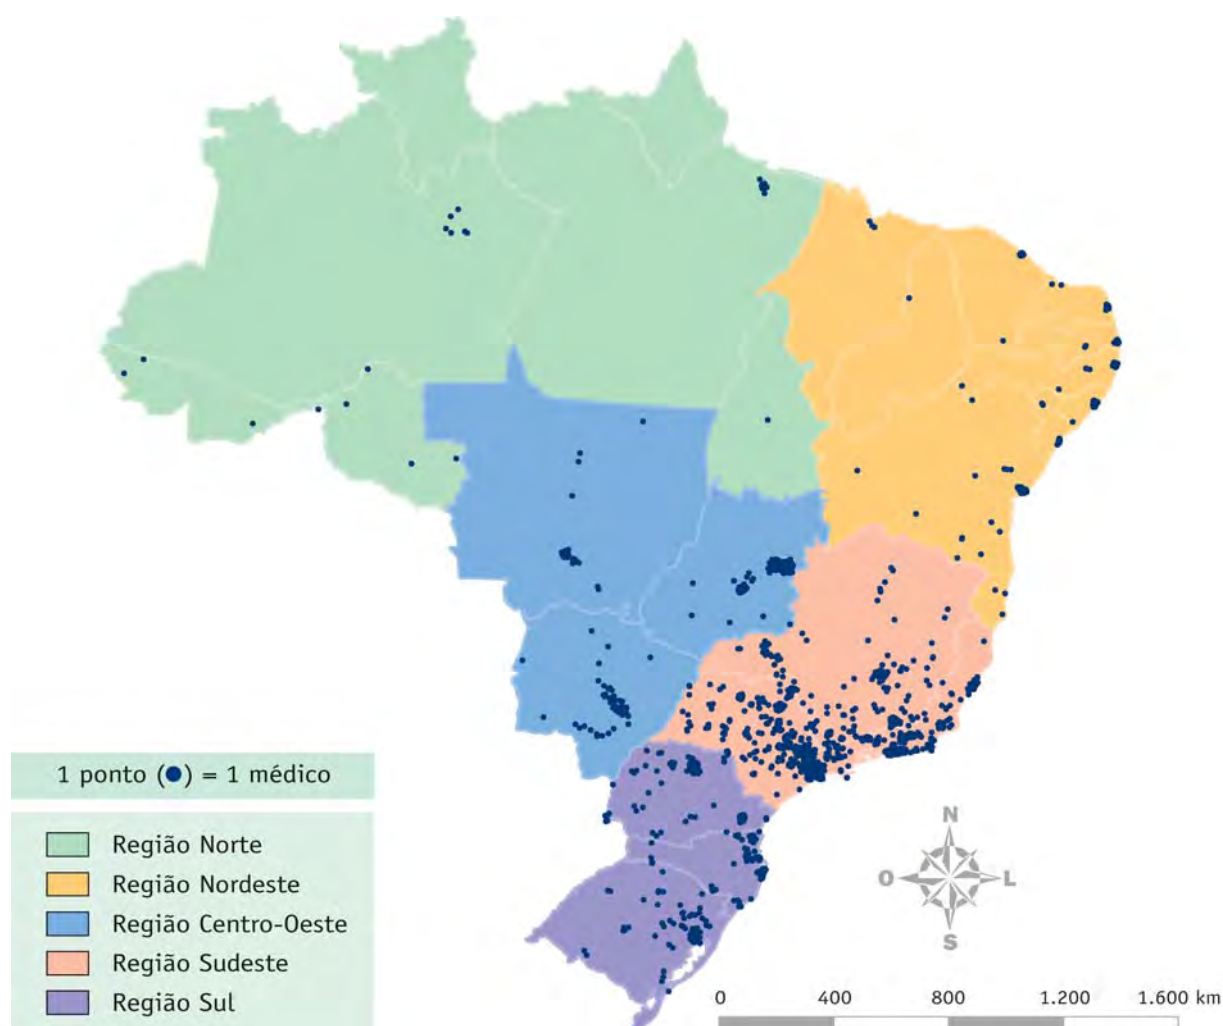 1 ponto (●) = 1 médico
Região Norte
Região Nordeste
Região Centro-Oeste
Região Sudeste
Região Sul
N
O L
S
0 400 800 1.200 1.600 km